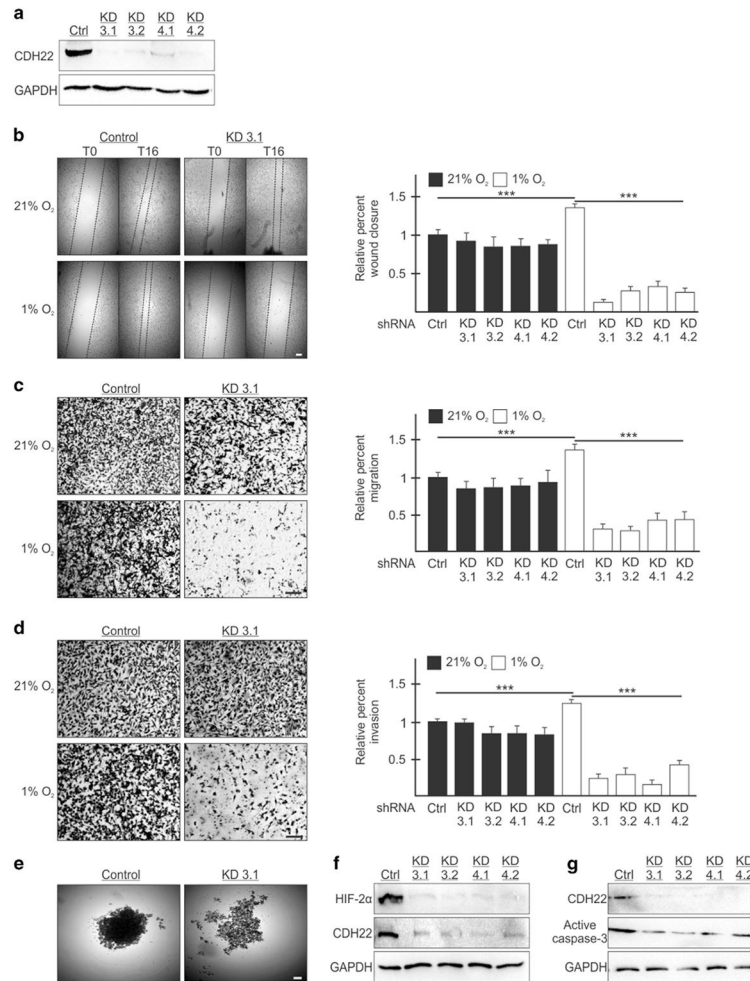 a
Ctrl KD 3.1 KD 3.2 KD 4.1 KD 4.2
CDH22
GAPDH
b
Control KD 3.1
T0 T16 T0 T16
21% O₂
1% O₂
21% O₂ 1% O₂
*** ***
Relative percent
wound closure
1.5
1
0.5
shRNA Ctrl KD 3.1 KD 3.2 KD 4.1 KD 4.2 Ctrl KD 3.1 KD 3.2 KD 4.1 KD 4.2
c
Control KD 3.1
21% O₂
1% O₂
21% O₂ 1% O₂
*** ***
Relative percent
migration
1.5
1
0.5
shRNA Ctrl KD 3.1 KD 3.2 KD 4.1 KD 4.2 Ctrl KD 3.1 KD 3.2 KD 4.1 KD 4.2
d
Control KD 3.1
21% O₂
1% O₂
21% O₂ 1% O₂
*** ***
Relative percent
invasion
1.5
1
0.5
shRNA Ctrl KD 3.1 KD 3.2 KD 4.1 KD 4.2 Ctrl KD 3.1 KD 3.2 KD 4.1 KD 4.2
e
Control KD 3.1
f
Ctrl KD 3.1 KD 3.2 KD 4.1 KD 4.2
HIF-2α
CDH22
GAPDH
g
Ctrl KD 3.1 KD 3.2 KD 4.1 KD 4.2
CDH22
Active
caspase-3
GAPDH